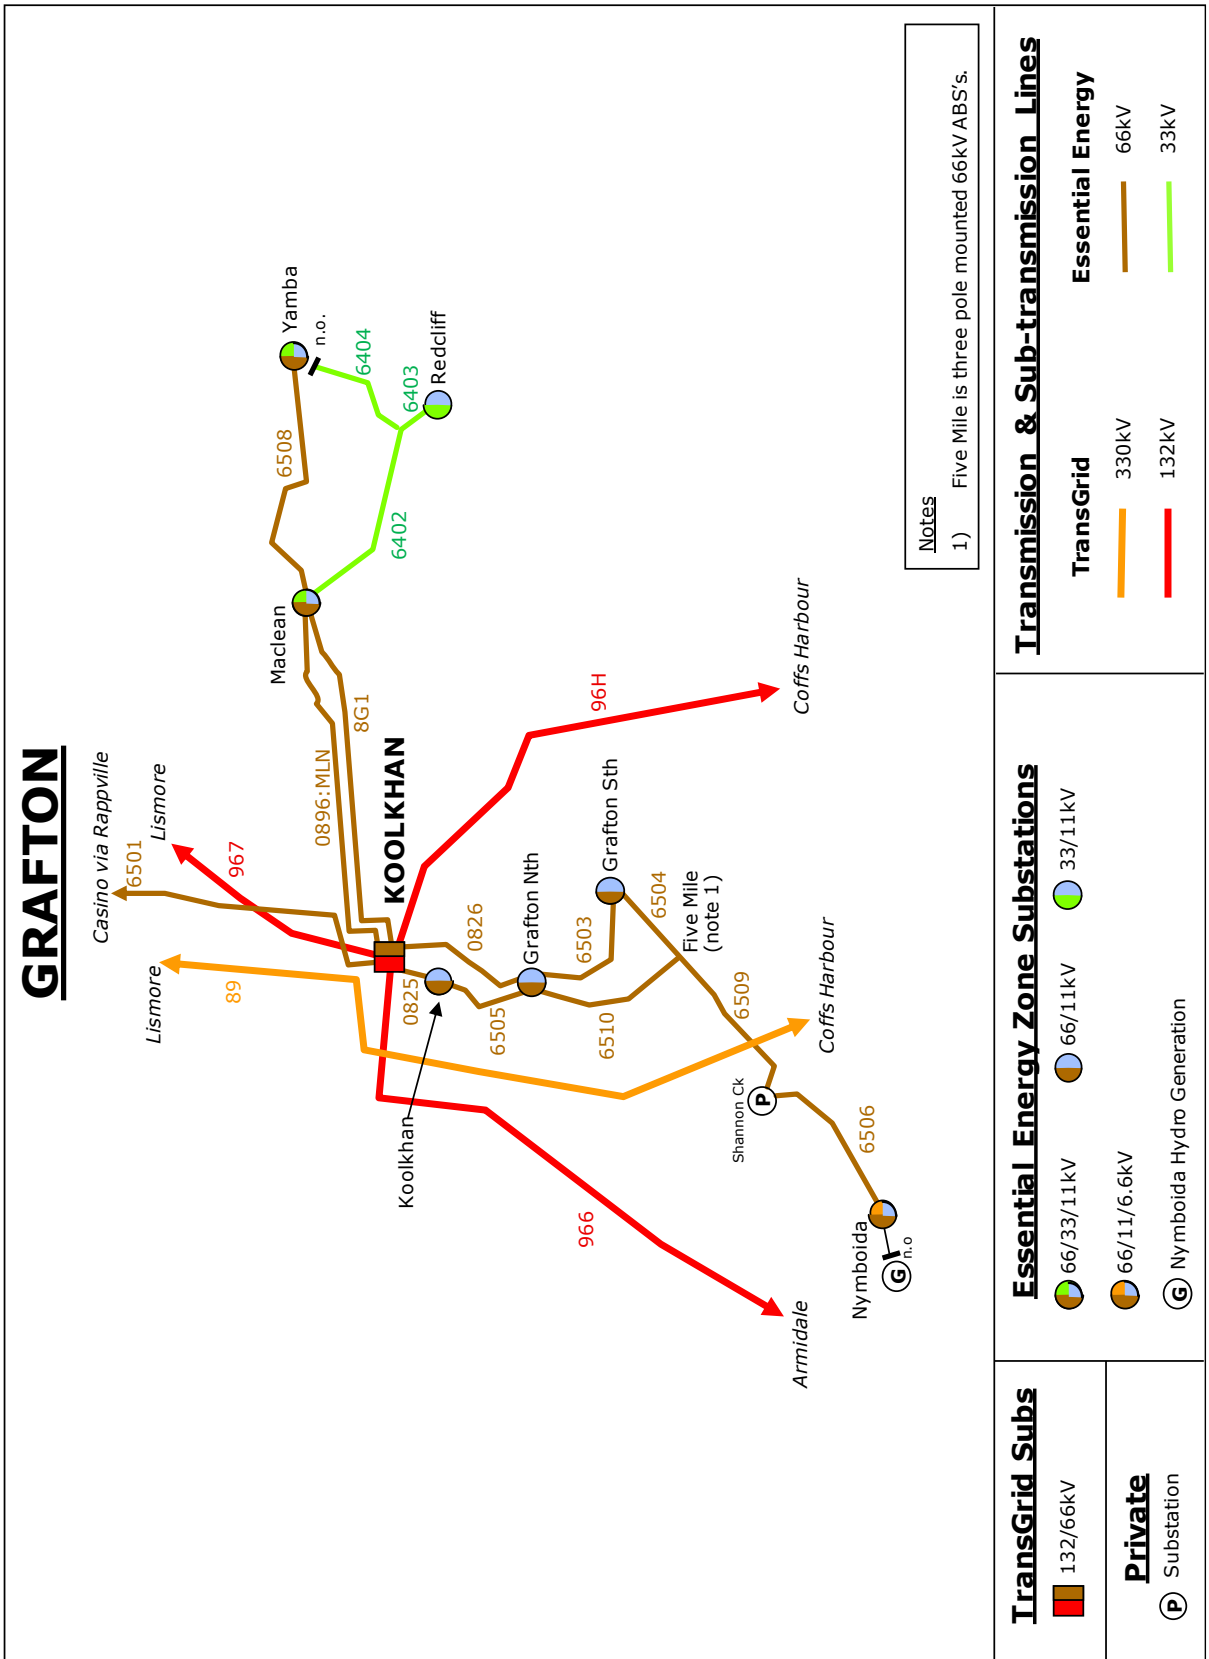 GRAFTON
Casino via Rappville
6501
Lismore
967
Lismore
89
0896:MLN
8G1
Maclean
6508
Yamba
n.o.
6404
6403
Redcliff
6402
KOOLKHAN
96H
Coffs Harbour
0825
0826
Koolkhan
6505
Grafton Nth
6503
Grafton Sth
6510
6504
Five Mile
(note 1)
6509
Coffs Harbour
Shannon Ck
P
6506
966
Armidale
Nymboida
G
n.o
Notes
1) Five Mile is three pole mounted 66kV ABS's.
TransGrid Subs
132/66kV
Private
P Substation
Essential Energy Zone Substations
66/33/11kV
66/11kV
33/11kV
66/11/6.6kV
G Nymboida Hydro Generation
Transmission & Sub-transmission Lines
TransGrid
Essential Energy
330kV
66kV
132kV
33kV